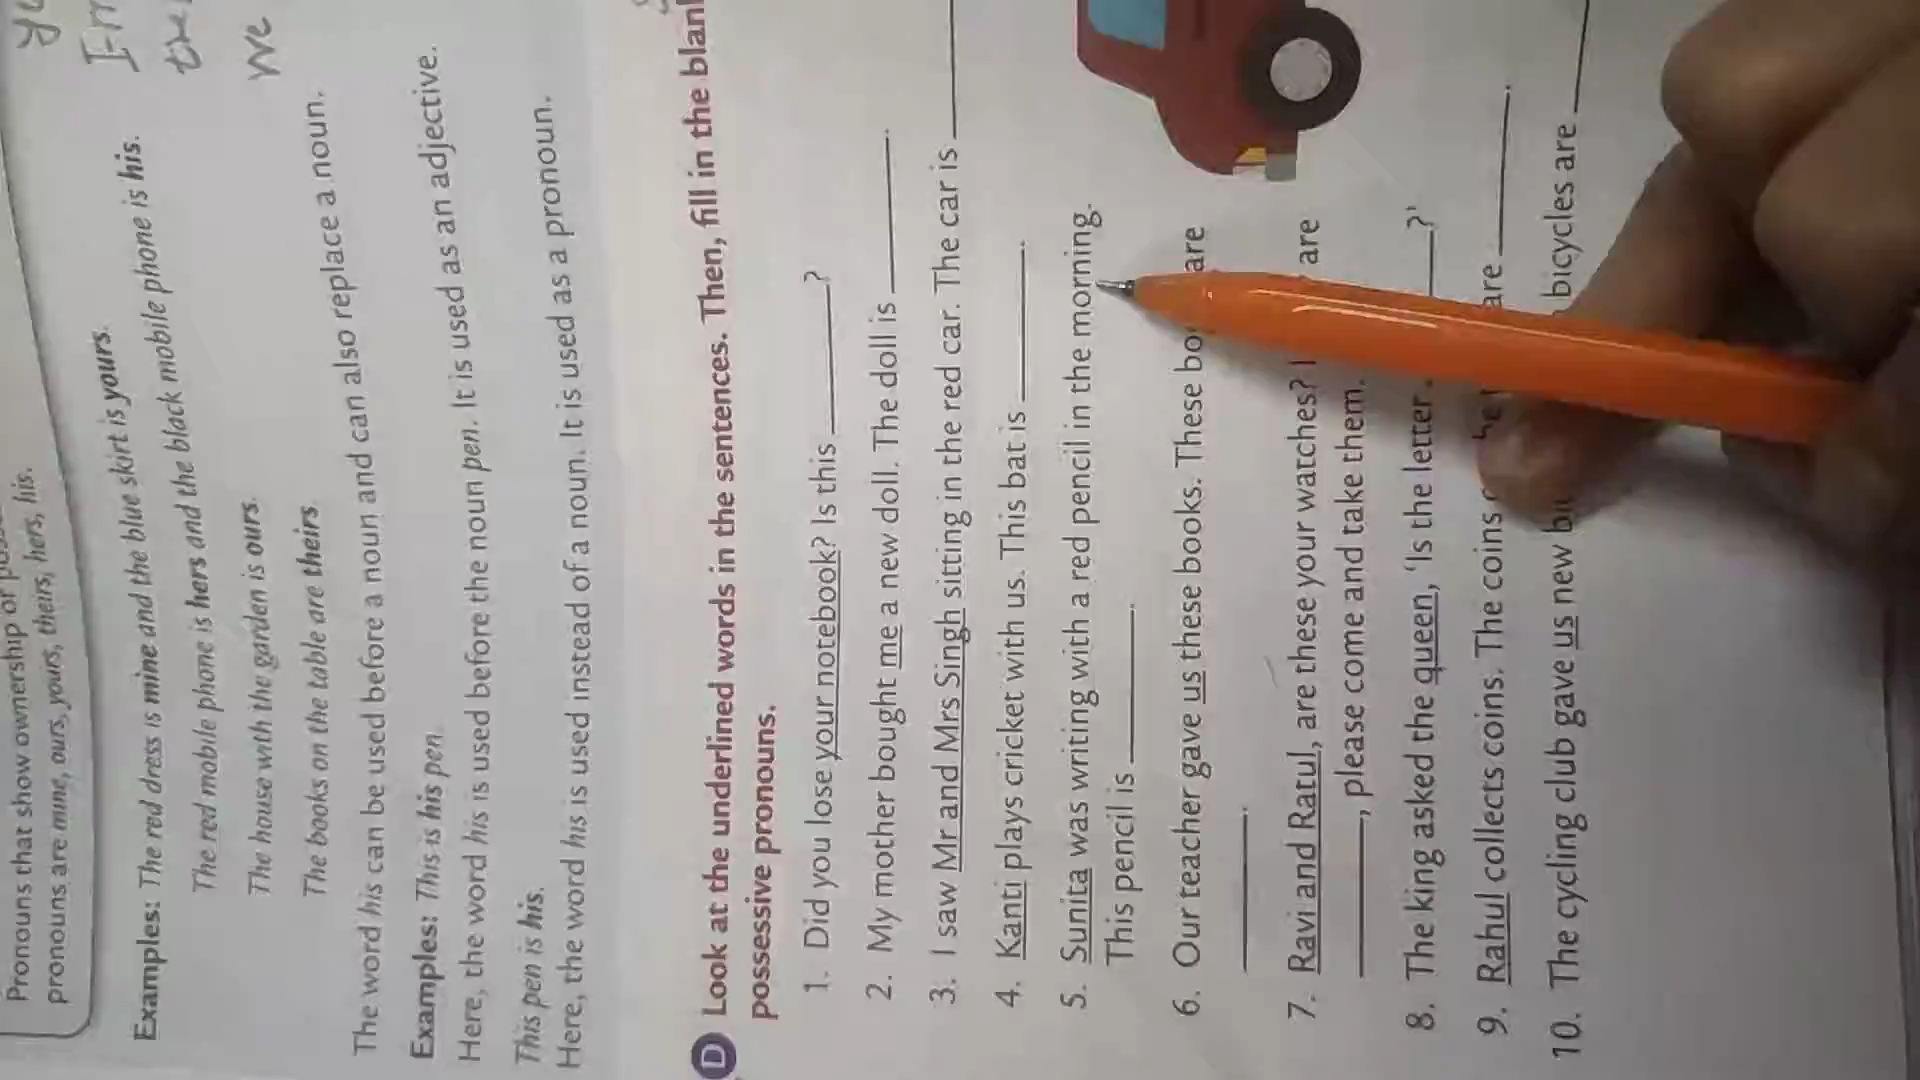 Pronouns that show ownership or
pronouns are mine, ours, yours, theirs, hers, his.
Examples: The red dress is mine and the blue skirt is yours.
The red mobile phone is hers and the black mobile phone is his.
The house with the garden is ours.
The books on the table are theirs.
we
The word his can be used before a noun and can also replace a noun.
Examples: This is his pen.
Here, the word his is used before the noun pen. It is used as an adjective.
This pen is his.
Here, the word his is used instead of a noun. It is used as a pronoun.
D Look at the underlined words in the sentences. Then, fill in the
possessive pronouns.
1. Did you lose your notebook? Is this ______?
2. My mother bought me a new doll. The doll is ______.
3. I saw Mr and Mrs Singh sitting in the red car. The car is ______
4. Kanti plays cricket with us. This bat is ______.
5. Sunita was writing with a red pencil in the morning.
This pencil is ______.
6. Our teacher gave us these books. These are
______.
7. Ravi and Ratul, are these your watches? are
______, please come and take them.
8. The king asked the queen, 'Is the letter ______?'
9. Rahul collects coins. The coins are ______.
10. The cycling club gave us new bicycles are ______